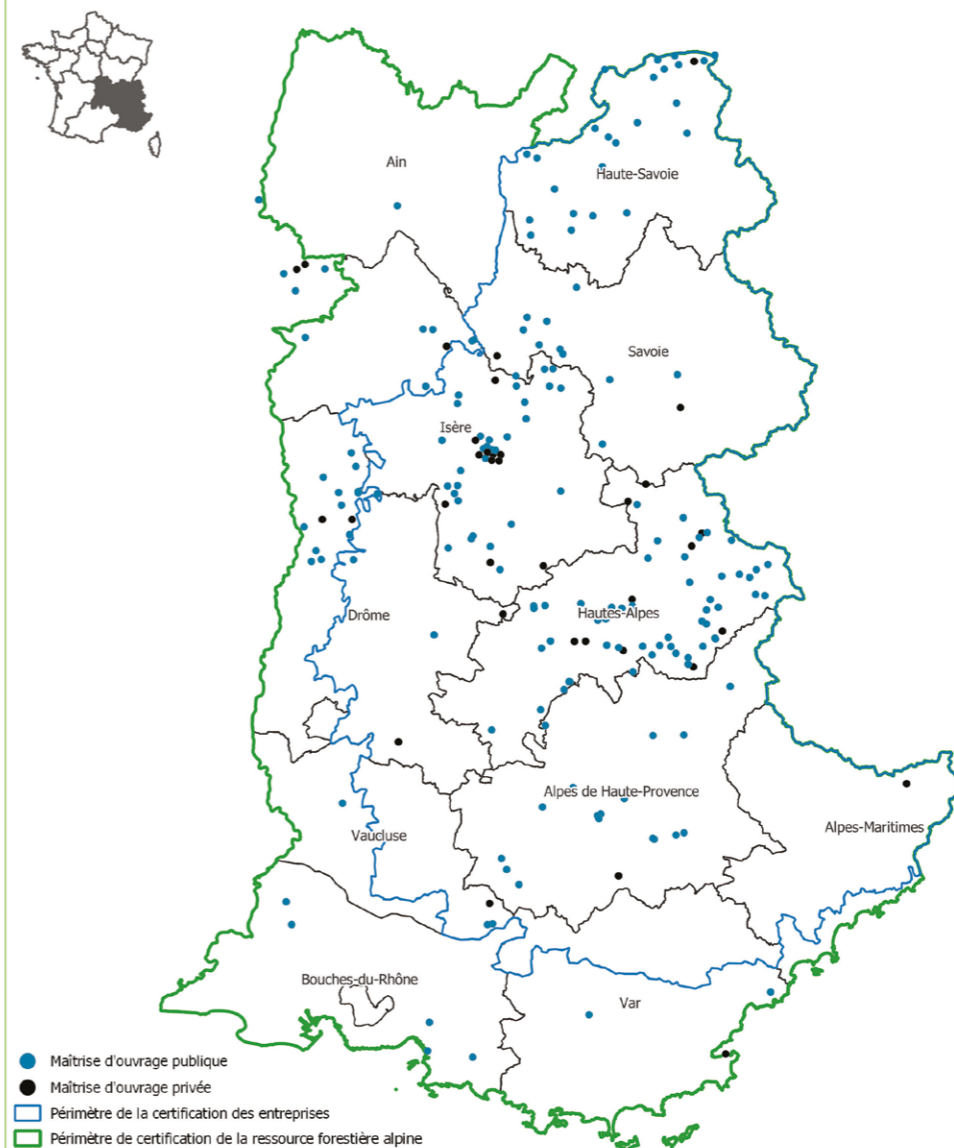 Ain
Haute-Savoie
Savoie
Isère
Drôme
Hautes-Alpes
Alpes de Haute-Provence
Vaucluse
Alpes-Maritimes
Bouches-du-Rhône
Var
Maîtrise d'ouvrage publique
Maîtrise d'ouvrage privée
Périmètre de la certification des entreprises
Périmètre de certification de la ressource forestière alpine